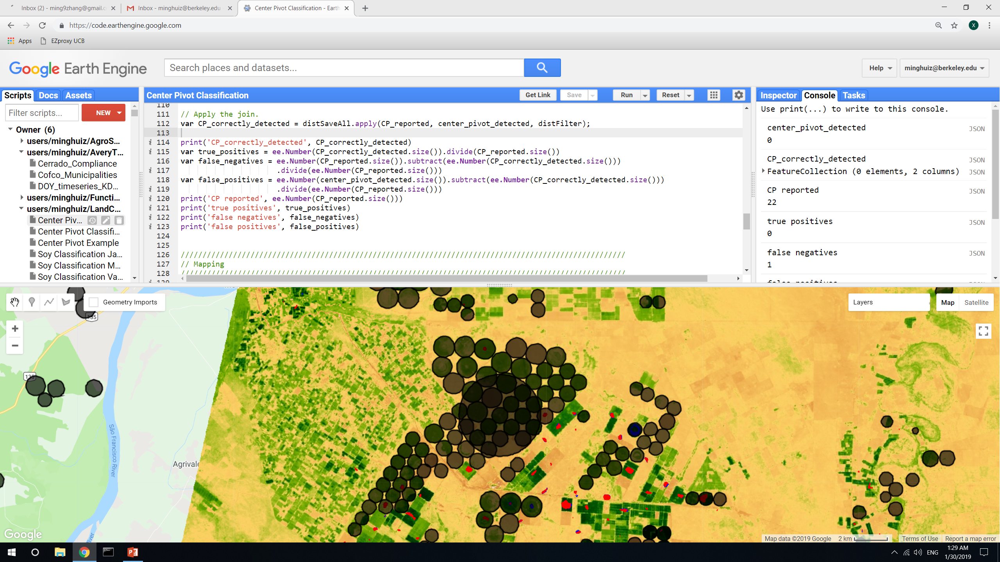 Inbox (2) - ming9zhang@gmail.c
Inbox - minghuiz@berkeley.edu
Center Pivot Classification - Earth
https://code.earthengine.google.com
X
Apps
EZproxy UCB
Google Earth Engine
Search places and datasets...
Help
minghuiz@berkeley.edu
Scripts
Docs
Assets
Filter scripts...
NEW
Owner (6)
users/minghuiz/AgroS...
users/minghuiz/AveryT...
Cerrado_Compliance
Cofco_Municipalities
DOY_timeseries_KD...
users/minghuiz/Functi...
users/minghuiz/LandC...
Center Piv...
Center Pivot Classifi...
Center Pivot Example
Soy Classification Ja...
Soy Classification M...
Soy Classification Va...
Center Pivot Classification
Get Link
Save
Run
Reset
110
111 // Apply the join.
112 var CP_correctly_detected = distSaveAll.apply(CP_reported, center_pivot_detected, distFilter);
113
i 114 print('CP_correctly_detected', CP_correctly_detected)
i 115 var true_positives = ee.Number(CP_correctly_detected.size()).divide(CP_reported.size())
116 var false_negatives = ee.Number(CP_reported.size()).subtract(ee.Number(CP_correctly_detected.size()))
i 117 .divide(ee.Number(CP_reported.size()))
118 var false_positives = ee.Number(center_pivot_detected.size()).subtract(ee.Number(CP_correctly_detected.size()))
i 119 .divide(ee.Number(CP_reported.size()))
i 120 print('CP reported', ee.Number(CP_reported.size()))
i 121 print('true positives', true_positives)
i 122 print('false negatives', false_negatives)
i 123 print('false positives', false_positives)
124
125
126 //////////////////////////////////////////////////////////////////////////////////////////////////////
127 // Mapping
128 //////////////////////////////////////////////////////////////////////////////////////////////////////
129
Inspector
Console
Tasks
Use print(...) to write to this console.
center_pivot_detected JSON
0
CP_correctly_detected JSON
FeatureCollection (0 elements, 2 columns) JSON
CP reported JSON
22
true positives JSON
0
false negatives JSON
1
false positives JSON
Geometry Imports
Layers
Map
Satellite
135
135
São Francisco River
Agrivale
River
Google
Map data ©2019 Google
2 km
Terms of Use
Report a map error
ENG
1:29 AM
1/30/2019